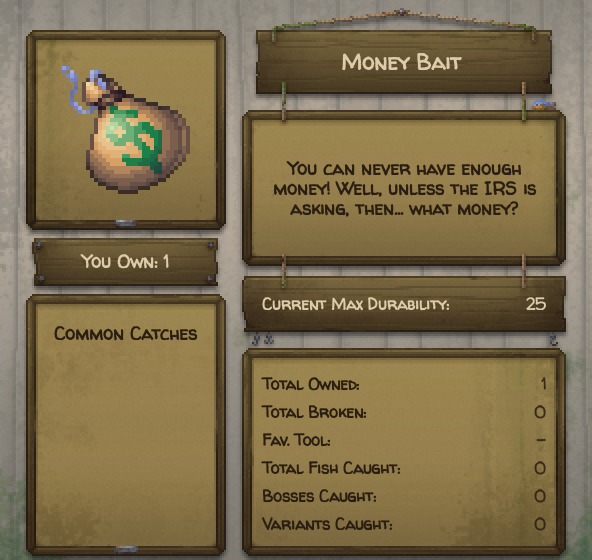 Money Bait
You can never have enough
money! Well, unless the IRS is
asking, then... what money?
You Own: 1
Current Max Durability: 25
Common Catches
Total Owned: 1
Total Broken: 0
Fav. Tool: –
Total Fish Caught: 0
Bosses Caught: 0
Variants Caught: 0